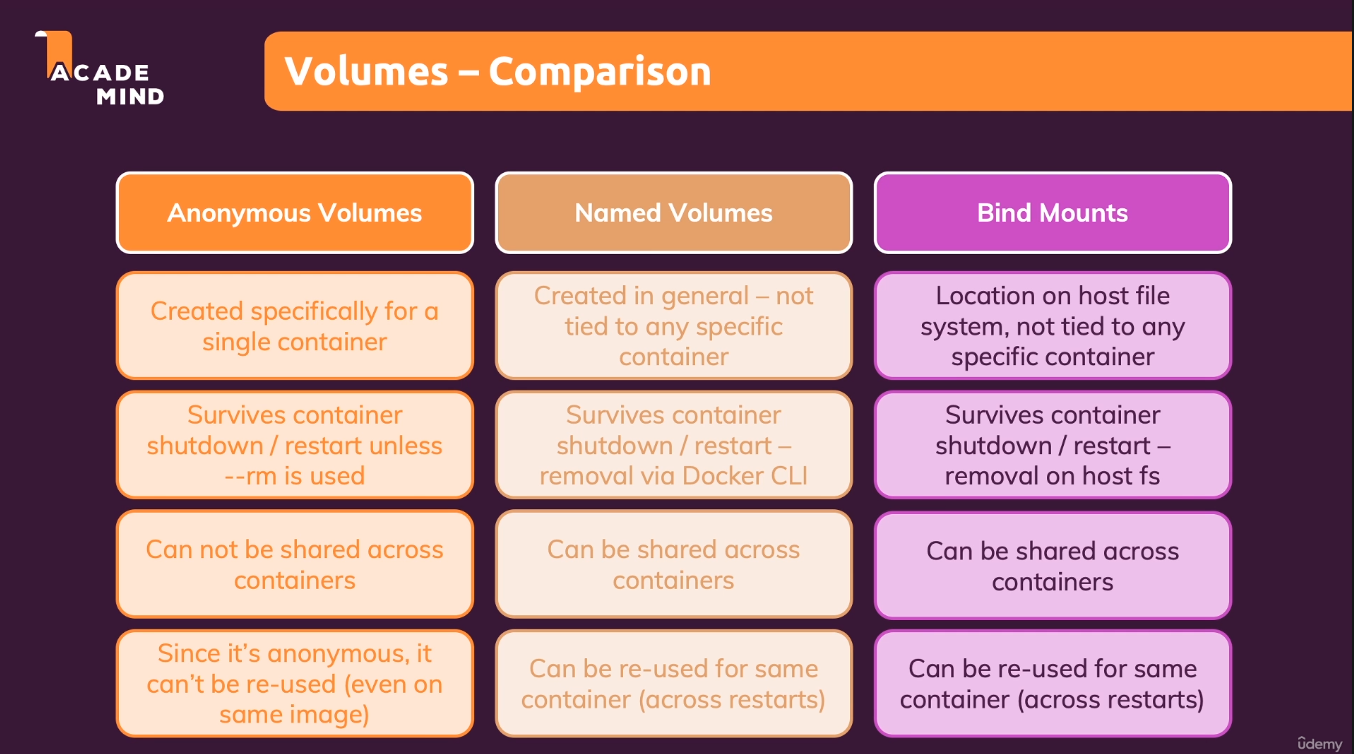 ACADE
MIND
Volumes – Comparison
Anonymous Volumes
Named Volumes
Bind Mounts
Created specifically for a
single container
Created in general – not
tied to any specific
container
Location on host file
system, not tied to any
specific container
Survives container
shutdown / restart unless
--rm is used
Survives container
shutdown / restart –
removal via Docker CLI
Survives container
shutdown / restart –
removal on host fs
Can not be shared across
containers
Can be shared across
containers
Can be shared across
containers
Since it’s anonymous, it
can’t be re-used (even on
same image)
Can be re-used for same
container (across restarts)
Can be re-used for same
container (across restarts)
ûdemy